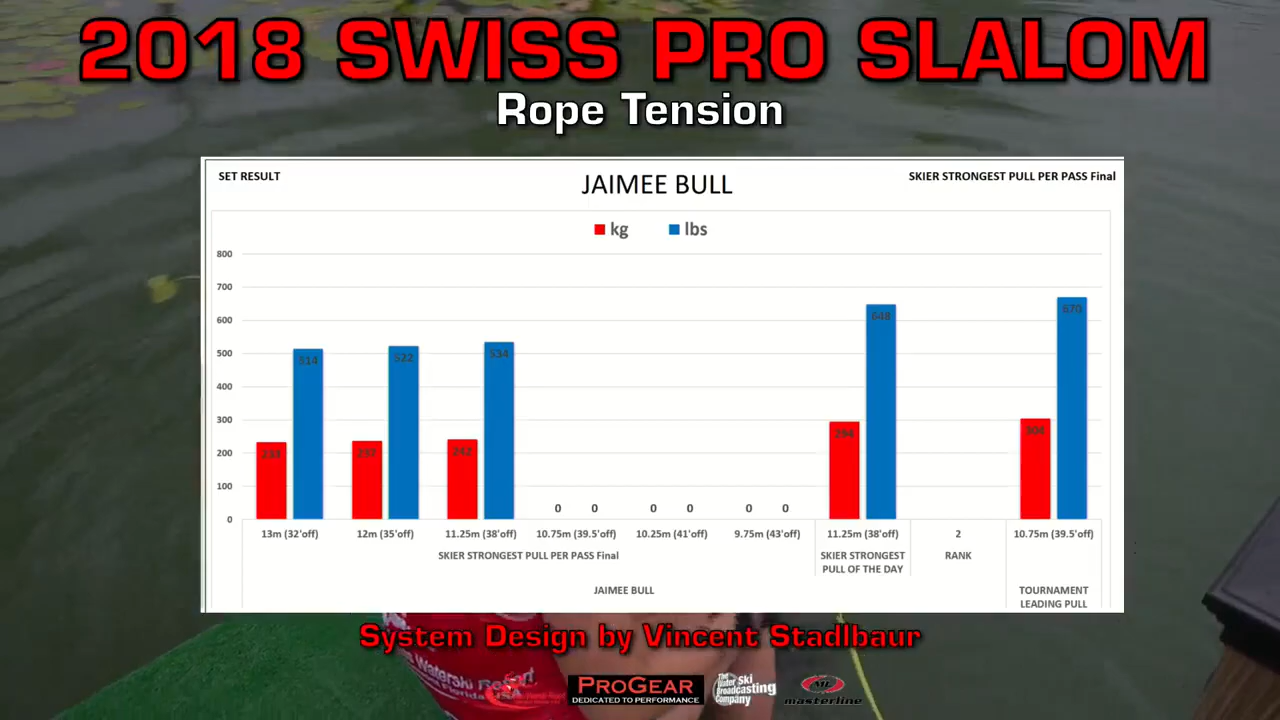 2018 SWISS PRO SLALOM
Rope Tension
SET RESULT
JAIMEE BULL
SKIER STRONGEST PULL PER PASS Final
kg lbs
800
700
600
500
400
300
200
100
0
233 514 237 522 242 534 0 0 0 0 0 0 294 648 304 670
13m (32'off) 12m (35'off) 11.25m (38'off) 10.75m (39.5'off) 10.25m (41'off) 9.75m (43'off) 11.25m (38'off) 2 10.75m (39.5'off)
SKIER STRONGEST PULL PER PASS Final
SKIER STRONGEST
PULL OF THE DAY
RANK
JAIMEE BULL
TOURNAMENT
LEADING PULL
System Design by Vincent Stadlbaur
Waterski Resort
Florida
PROGEAR
DEDICATED TO PERFORMANCE
The Water Ski
Broadcasting
Company
masterline